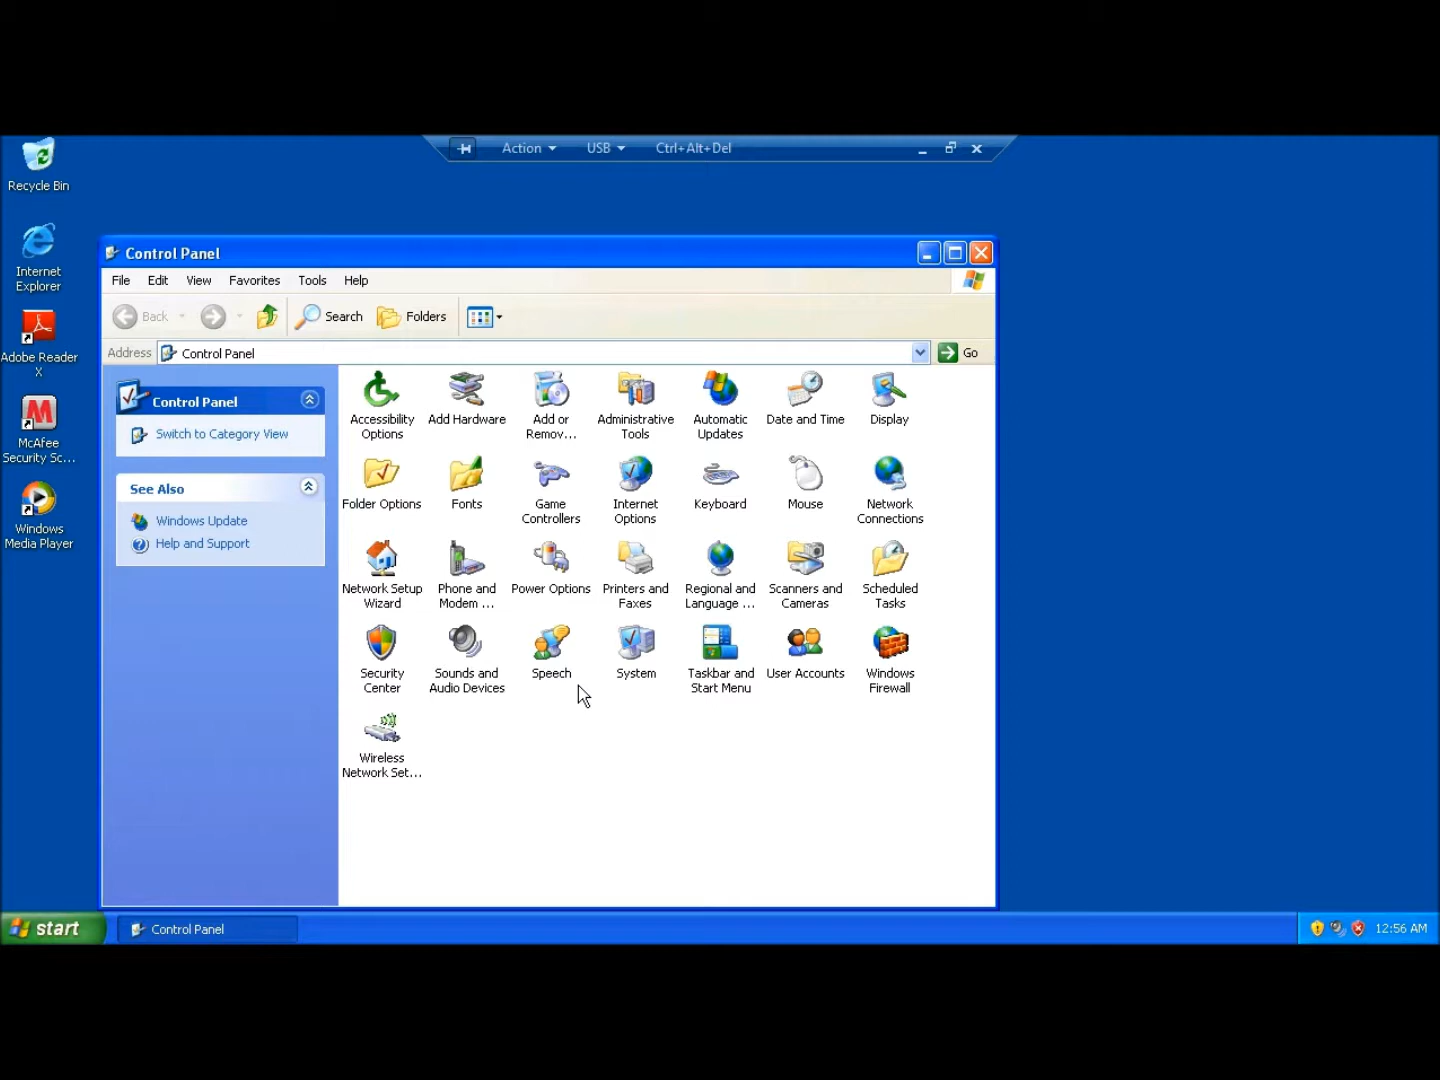 Action USB Ctrl+Alt+Del
Recycle Bin
Internet
Explorer
Adobe Reader
X
McAfee
Security Sc...
Windows
Media Player
Control Panel
File Edit View Favorites Tools Help
Back Search Folders
Address Control Panel Go
Control Panel
Switch to Category View
See Also
Windows Update
Help and Support
Accessibility
Options
Add Hardware
Add or
Remov...
Administrative
Tools
Automatic
Updates
Date and Time
Display
Folder Options
Fonts
Game
Controllers
Internet
Options
Keyboard
Mouse
Network
Connections
Network Setup
Wizard
Phone and
Modem ...
Power Options
Printers and
Faxes
Regional and
Language ...
Scanners and
Cameras
Scheduled
Tasks
Security
Center
Sounds and
Audio Devices
Speech
System
Taskbar and
Start Menu
User Accounts
Windows
Firewall
Wireless
Network Set...
start Control Panel 12:56 AM